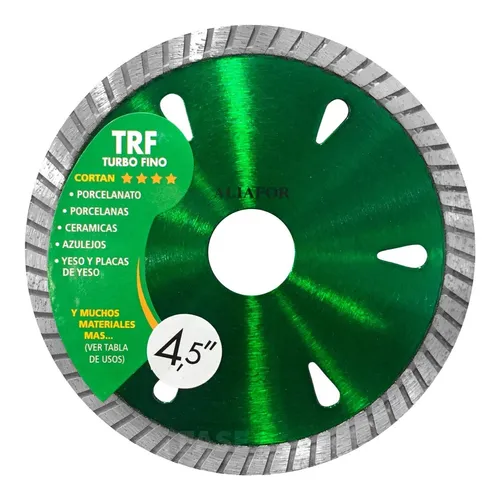 TRF
TURBO FINO
CORTAN ★★★★
• PORCELANATO
• PORCELANAS
• CERAMICAS
• AZULEJOS
• YESO Y PLACAS
DE YESO
Y MUCHOS
MATERIALES
MAS...
(VER TABLA
DE USOS)
4,5"
ALIAFOR